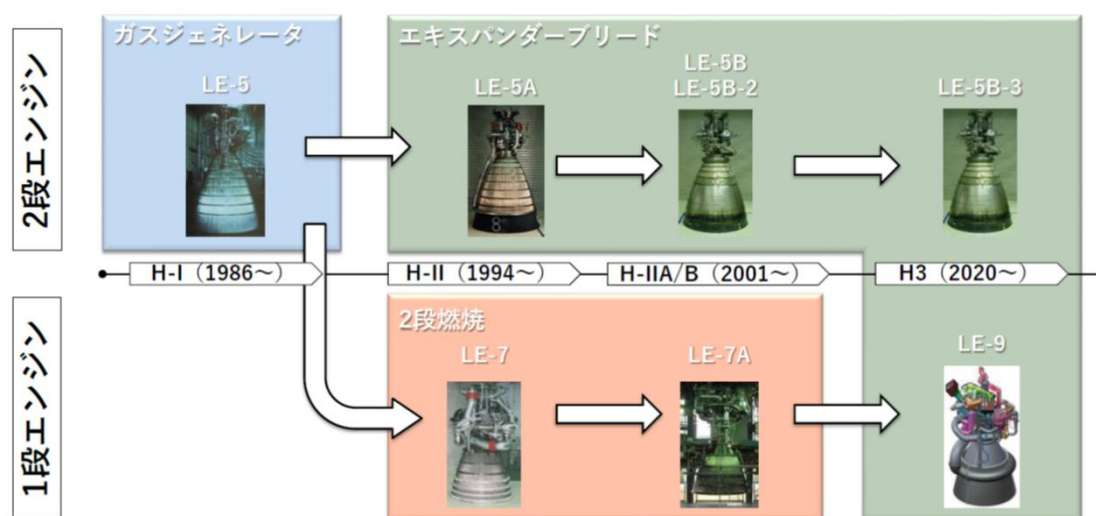 2段エンジン
ガスジェネレータ
LE-5
エキスパンダーブリード
LE-5A
LE-5B
LE-5B-2
LE-5B-3
H-I（1986～）
H-II（1994～）
H-IIA/B（2001～）
H3（2020～）
1段エンジン
2段燃焼
LE-7
LE-7A
LE-9